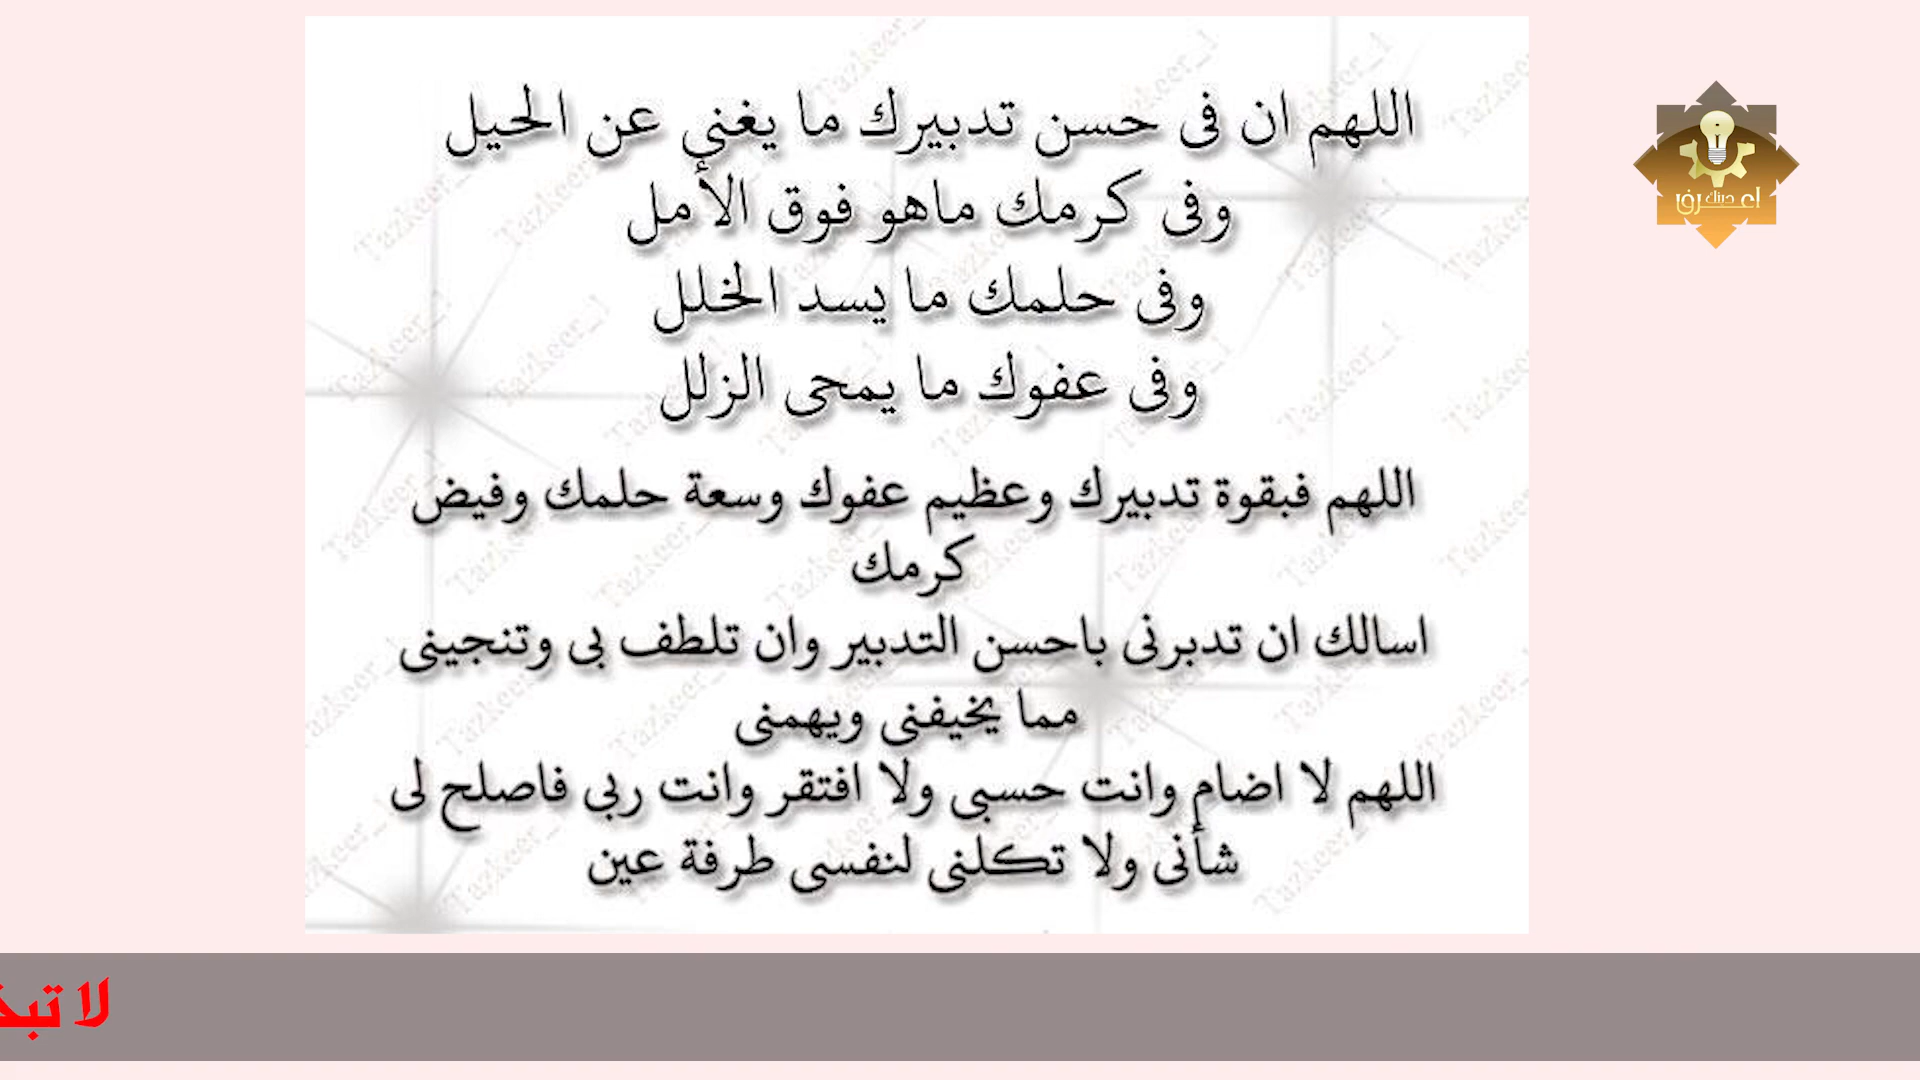 اللهم ان فى حسن تدبيرك ما يغنى عن الحيل
وفى كرمك ماهو فوق الأمل
وفى حلمك ما يسد الخلل
وفى عفوك ما يمحى الزلل
اللهم فبقوة تدبيرك وعظيم عفوك وسعة حلمك وفيض
كرمك
اسالك ان تدبرنى باحسن التدبير وان تلطف بى وتنجينى
مما يخيفنى ويهمنى
اللهم لا اضام وانت حسبى ولا افتقر وانت ربى فاصلح لى
شأنى ولا تكلنى لنفسى طرفة عين
Tazkeer_1
لا